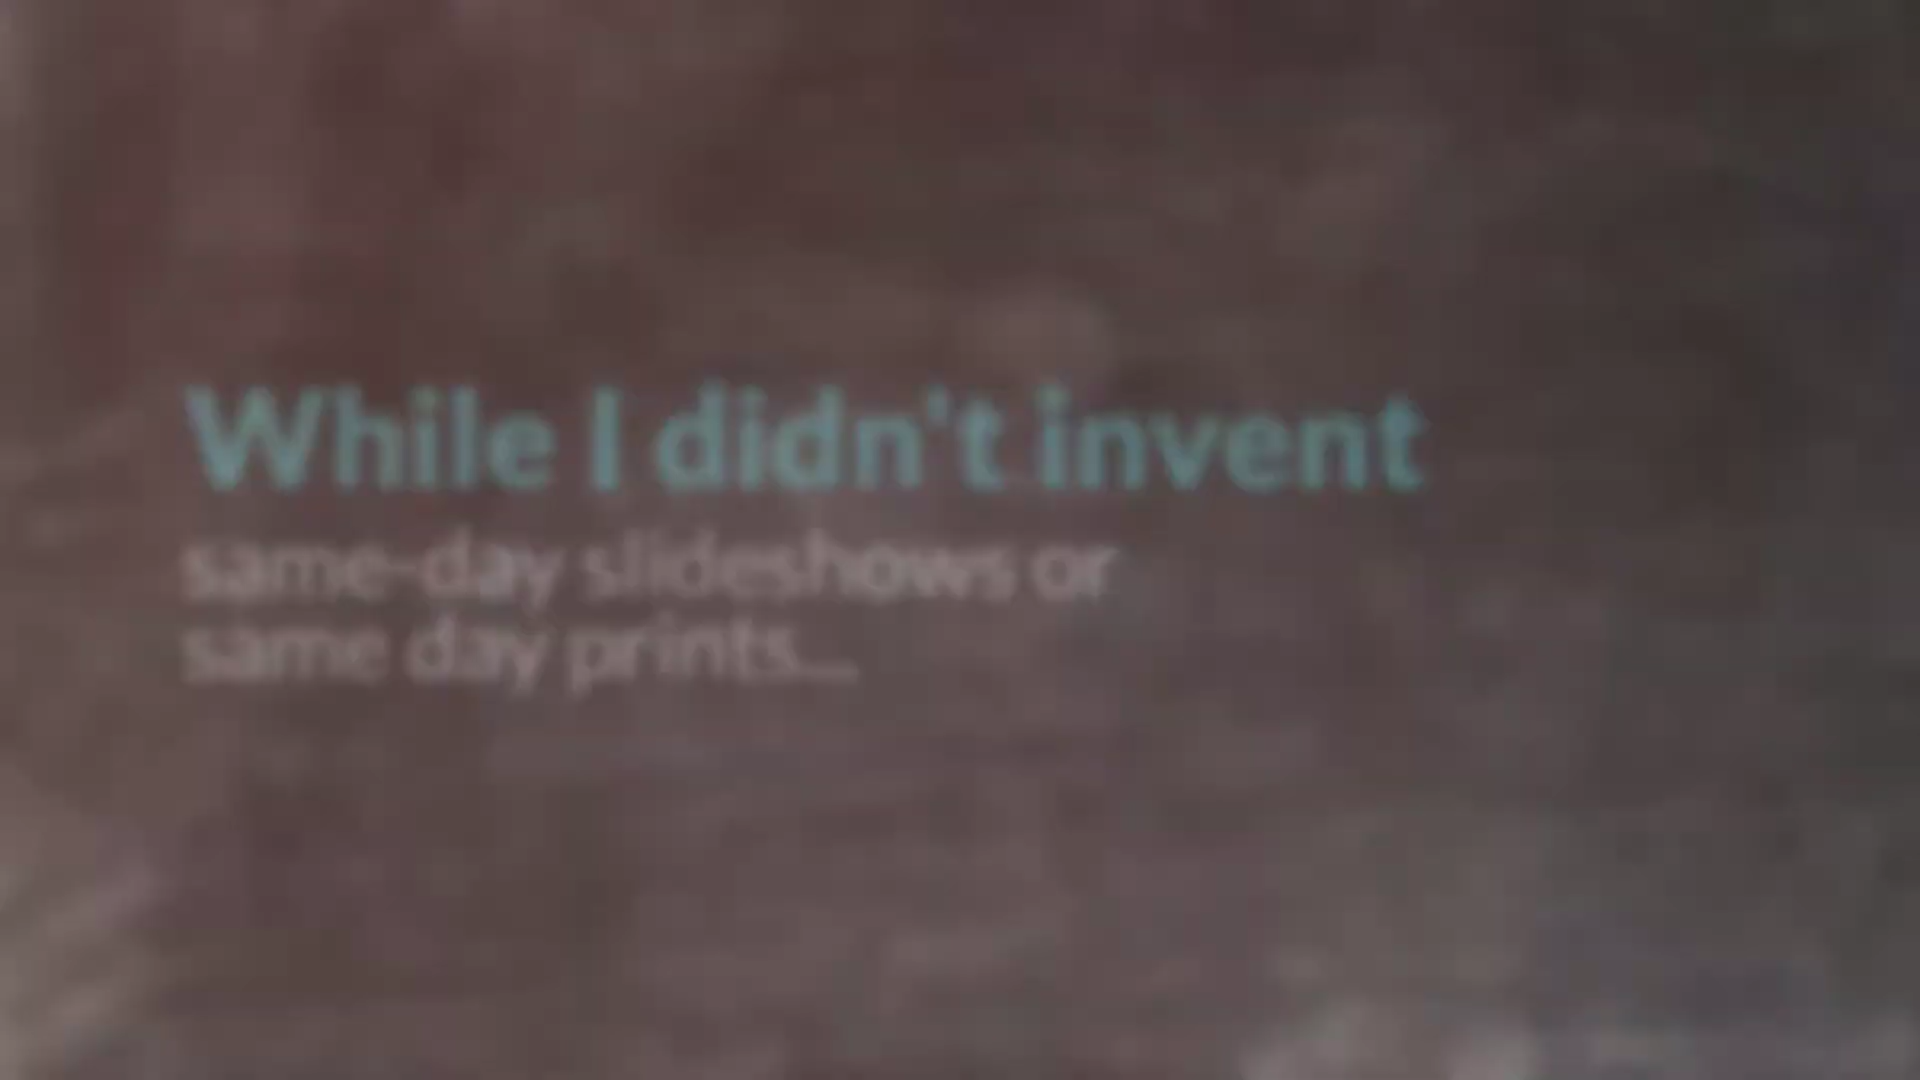 While I didn't invent
same-day slideshows or
same day prints...